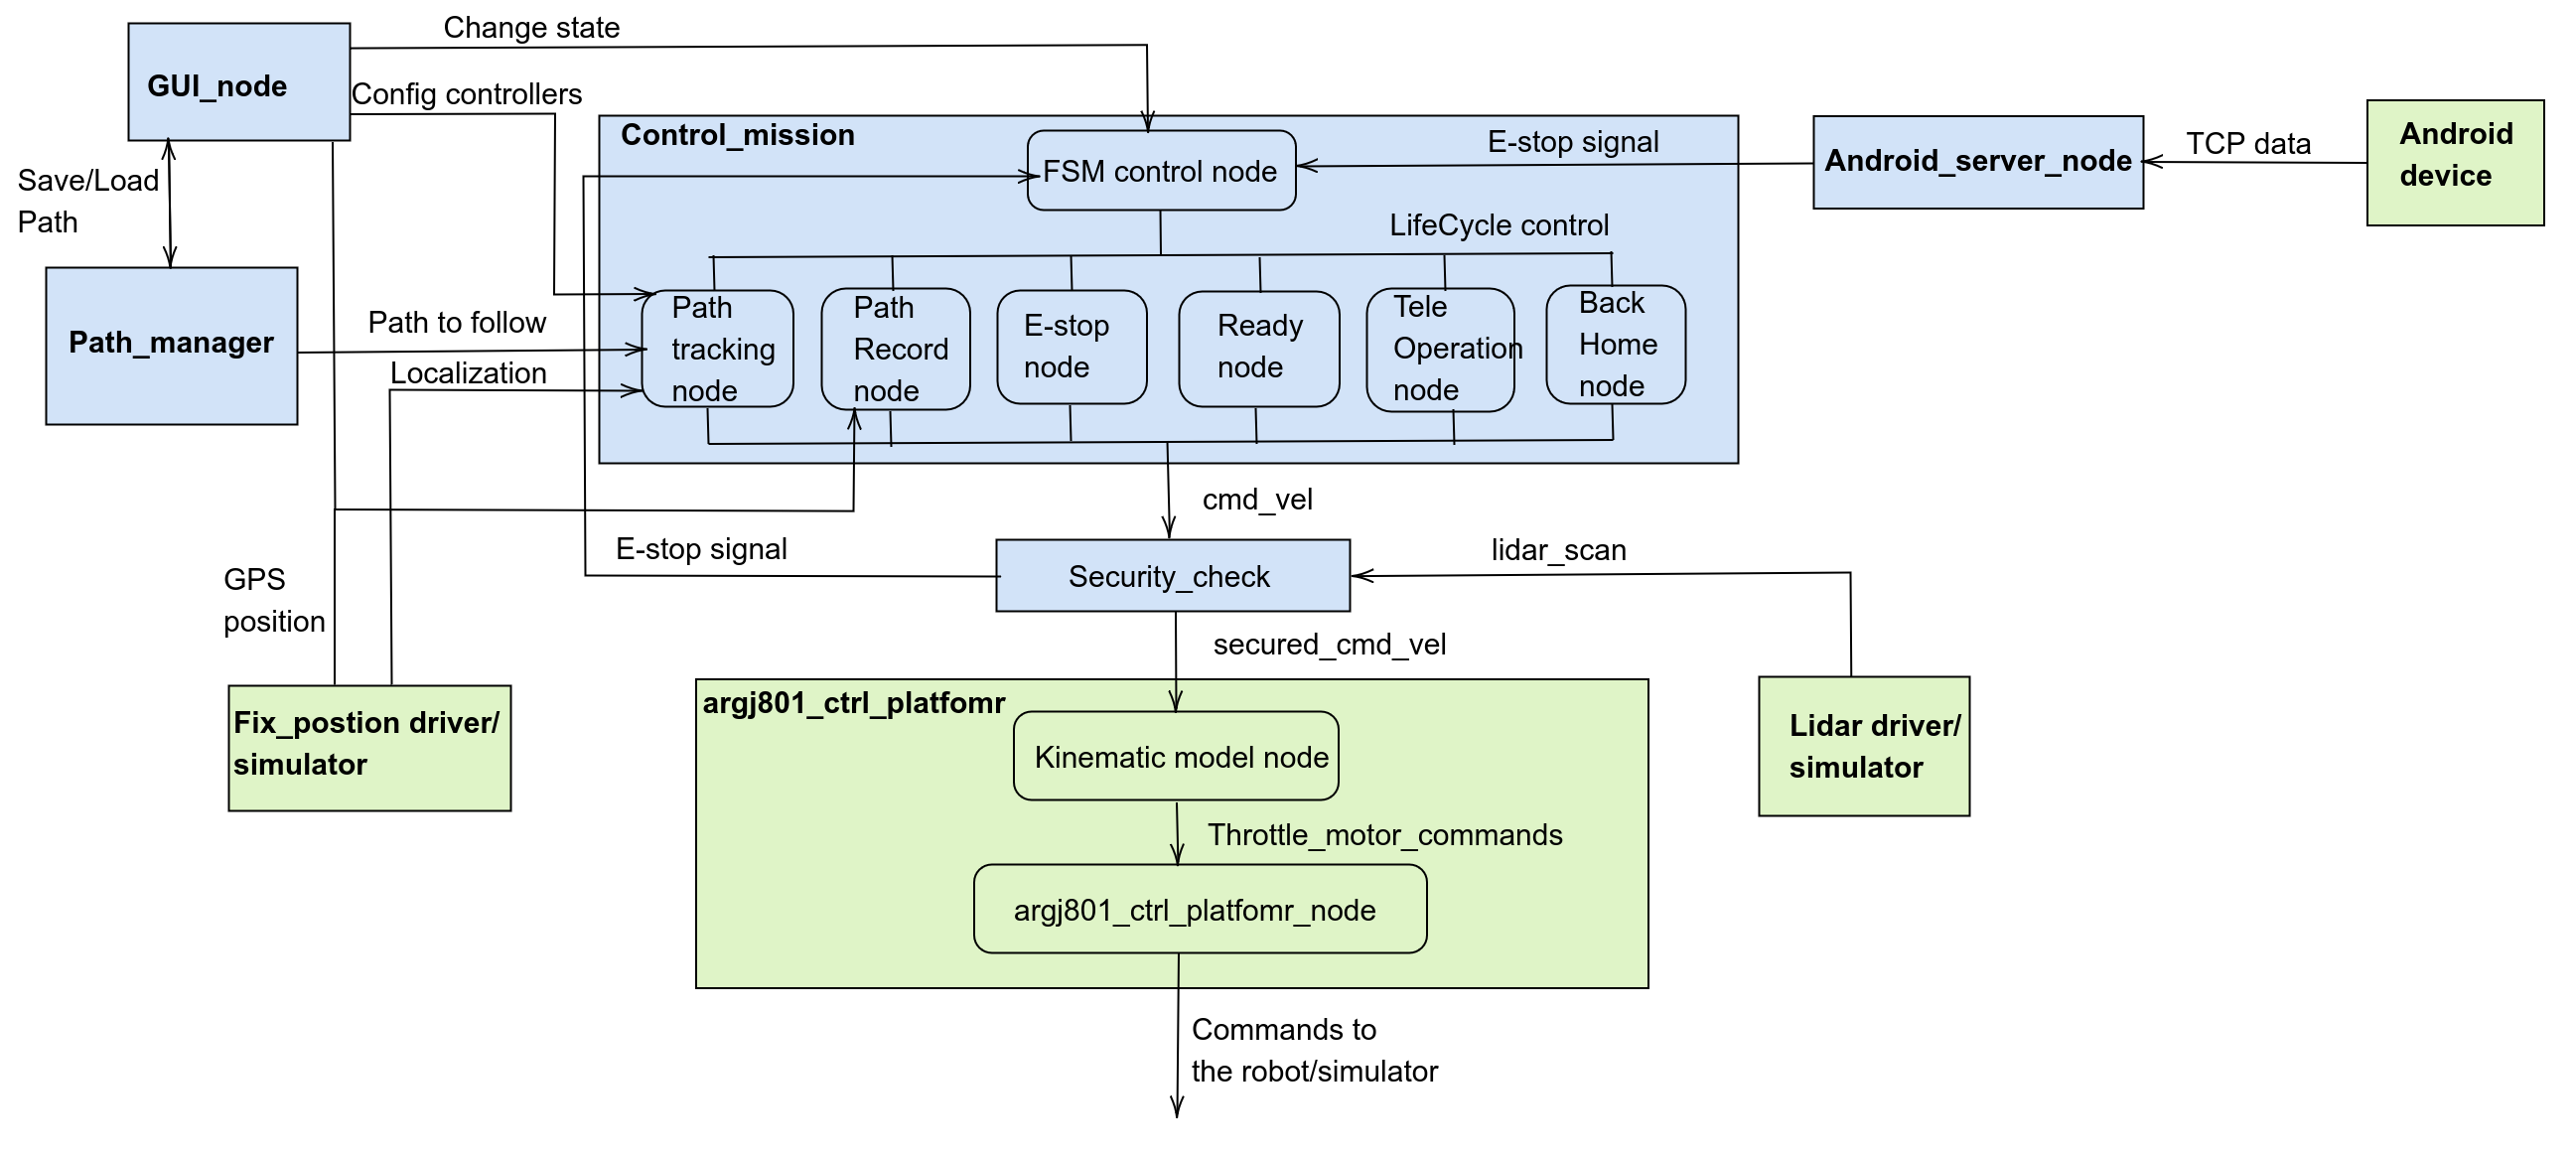 Change state
GUI_node
Config controllers
Control_mission
FSM control node
E-stop signal
Android_server_node
TCP data
Android
device
Save/Load
Path
LifeCycle control
Path_manager
Path to follow
Localization
Path
tracking
node
Path
Record
node
E-stop
node
Ready
node
Tele
Operation
node
Back
Home
node
cmd_vel
E-stop signal
Security_check
lidar_scan
GPS
position
secured_cmd_vel
Fix_postion driver/
simulator
argj801_ctrl_platfomr
Kinematic model node
Lidar driver/
simulator
Throttle_motor_commands
argj801_ctrl_platfomr_node
Commands to
the robot/simulator